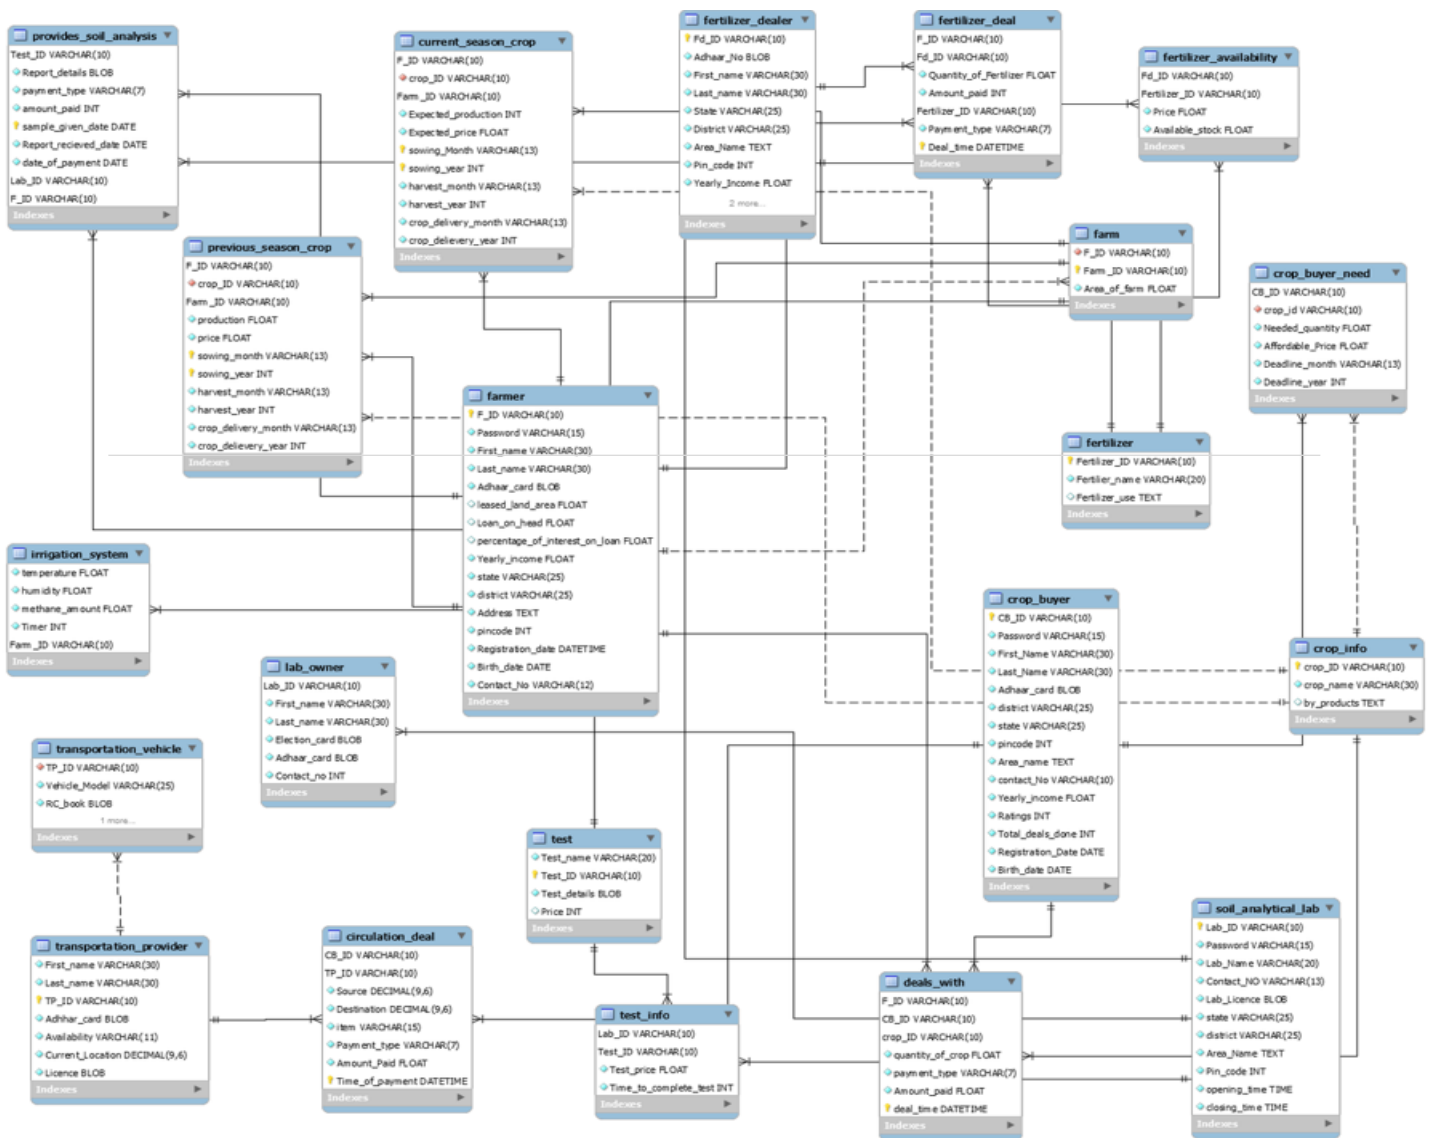 provides_soil_analysis
Test_ID VARCHAR(10)
Report_details BLOB
payment_type VARCHAR(7)
amount_paid INT
sample_given_date DATE
Report_recieved_date DATE
date_of_payment DATE
Lab_ID VARCHAR(10)
F_ID VARCHAR(10)
Indexes
current_season_crop
F_ID VARCHAR(10)
crop_ID VARCHAR(10)
Farm_ID VARCHAR(10)
Expected_production INT
Expected_price FLOAT
sowing_Month VARCHAR(13)
sowing_year INT
harvest_month VARCHAR(13)
harvest_year INT
crop_delivery_month VARCHAR(13)
crop_delievery_year INT
Indexes
fertilizer_dealer
Fd_ID VARCHAR(10)
Adhaar_No BLOB
First_name VARCHAR(30)
Last_name VARCHAR(30)
State VARCHAR(25)
District VARCHAR(25)
Area_Name TEXT
Pin_code INT
Yearly_Income FLOAT
2 more...
Indexes
fertilizer_deal
F_ID VARCHAR(10)
Fd_ID VARCHAR(10)
Quantity_of_Fertilizer FLOAT
Amount_paid INT
Fertilizer_ID VARCHAR(10)
Payment_type VARCHAR(7)
Deal_time DATETIME
Indexes
fertilizer_availability
Fd_ID VARCHAR(10)
Fertilizer_ID VARCHAR(10)
Price FLOAT
Available_stock FLOAT
Indexes
previous_season_crop
F_ID VARCHAR(10)
crop_ID VARCHAR(10)
Farm_ID VARCHAR(10)
production FLOAT
price FLOAT
sowing_month VARCHAR(13)
sowing_year INT
harvest_month VARCHAR(13)
harvest_year INT
crop_delivery_month VARCHAR(13)
crop_delievery_year INT
Indexes
farm
F_ID VARCHAR(10)
Farm_ID VARCHAR(10)
Area_of_farm FLOAT
Indexes
crop_buyer_need
CB_ID VARCHAR(10)
crop_id VARCHAR(10)
Needed_quantity FLOAT
Affordable_Price FLOAT
Deadline_month VARCHAR(13)
Deadline_year INT
Indexes
farmer
F_ID VARCHAR(10)
Password VARCHAR(15)
First_name VARCHAR(30)
Last_name VARCHAR(30)
Adhaar_card BLOB
leased_land_area FLOAT
Loan_on_head FLOAT
percentage_of_interest_on_loan FLOAT
Yearly_income FLOAT
state VARCHAR(25)
district VARCHAR(25)
Address TEXT
pincode INT
Registration_date DATETIME
Birth_date DATE
Contact_No VARCHAR(12)
Indexes
fertilizer
Fertilizer_ID VARCHAR(10)
Fertilier_name VARCHAR(20)
Fertilizer_use TEXT
Indexes
irrigation_system
temperature FLOAT
humidity FLOAT
methane_amount FLOAT
Timer INT
Farm_ID VARCHAR(10)
Indexes
lab_owner
Lab_ID VARCHAR(10)
First_name VARCHAR(30)
Last_name VARCHAR(30)
Election_card BLOB
Adhaar_card BLOB
Contact_no INT
Indexes
crop_buyer
CB_ID VARCHAR(10)
Password VARCHAR(15)
First_Name VARCHAR(30)
Last_Name VARCHAR(30)
Adhaar_card BLOB
district VARCHAR(25)
state VARCHAR(25)
pincode INT
Area_name TEXT
contact_No VARCHAR(10)
Yearly_income FLOAT
Ratings INT
Total_deals_done INT
Registration_Date DATE
Birth_date DATE
Indexes
crop_info
crop_ID VARCHAR(10)
crop_name VARCHAR(30)
by_products TEXT
Indexes
transportation_vehicle
TP_ID VARCHAR(10)
Vehicle_Model VARCHAR(25)
RC_book BLOB
1 more...
Indexes
test
Test_name VARCHAR(20)
Test_ID VARCHAR(10)
Test_details BLOB
Price INT
Indexes
transportation_provider
First_name VARCHAR(30)
Last_name VARCHAR(30)
TP_ID VARCHAR(10)
Adhhar_card BLOB
Availability VARCHAR(11)
Current_Location DECIMAL(9,6)
Licence BLOB
Indexes
circulation_deal
CB_ID VARCHAR(10)
TP_ID VARCHAR(10)
Source DECIMAL(9,6)
Destination DECIMAL(9,6)
item VARCHAR(15)
Payment_type VARCHAR(7)
Amount_Paid FLOAT
Time_of_payment DATETIME
Indexes
test_info
Lab_ID VARCHAR(10)
Test_ID VARCHAR(10)
Test_price FLOAT
Time_to_complete_test INT
Indexes
deals_with
F_ID VARCHAR(10)
CB_ID VARCHAR(10)
crop_ID VARCHAR(10)
quantity_of_crop FLOAT
payment_type VARCHAR(7)
Amount_paid FLOAT
deal_time DATETIME
Indexes
soil_analytical_lab
Lab_ID VARCHAR(10)
Password VARCHAR(15)
Lab_Name VARCHAR(20)
Contact_NO VARCHAR(13)
Lab_Licence BLOB
state VARCHAR(25)
district VARCHAR(25)
Area_Name TEXT
Pin_code INT
opening_time TIME
closing_time TIME
Indexes